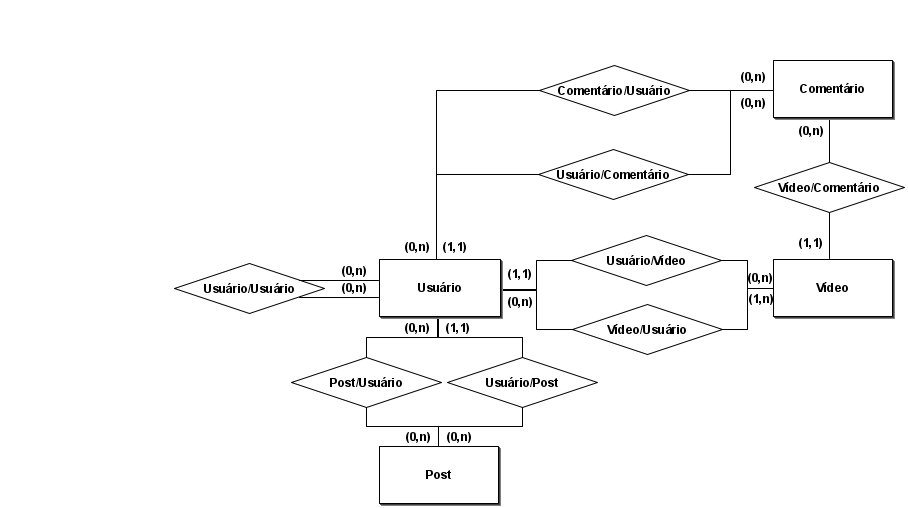 (0,n)
Comentário/Usuário
Comentário
(0,n)
(0,n)
Usuário/Comentário
Vídeo/Comentário
(0,n) (1,1)
(1,1)
Usuário/Vídeo
(0,n)
(1,1)
(0,n)
Usuário/Usuário
(0,n)
Usuário
Vídeo
(0,n)
(1,n)
Vídeo/Usuário
(0,n) (1,1)
Post/Usuário
Usuário/Post
(0,n) (0,n)
Post